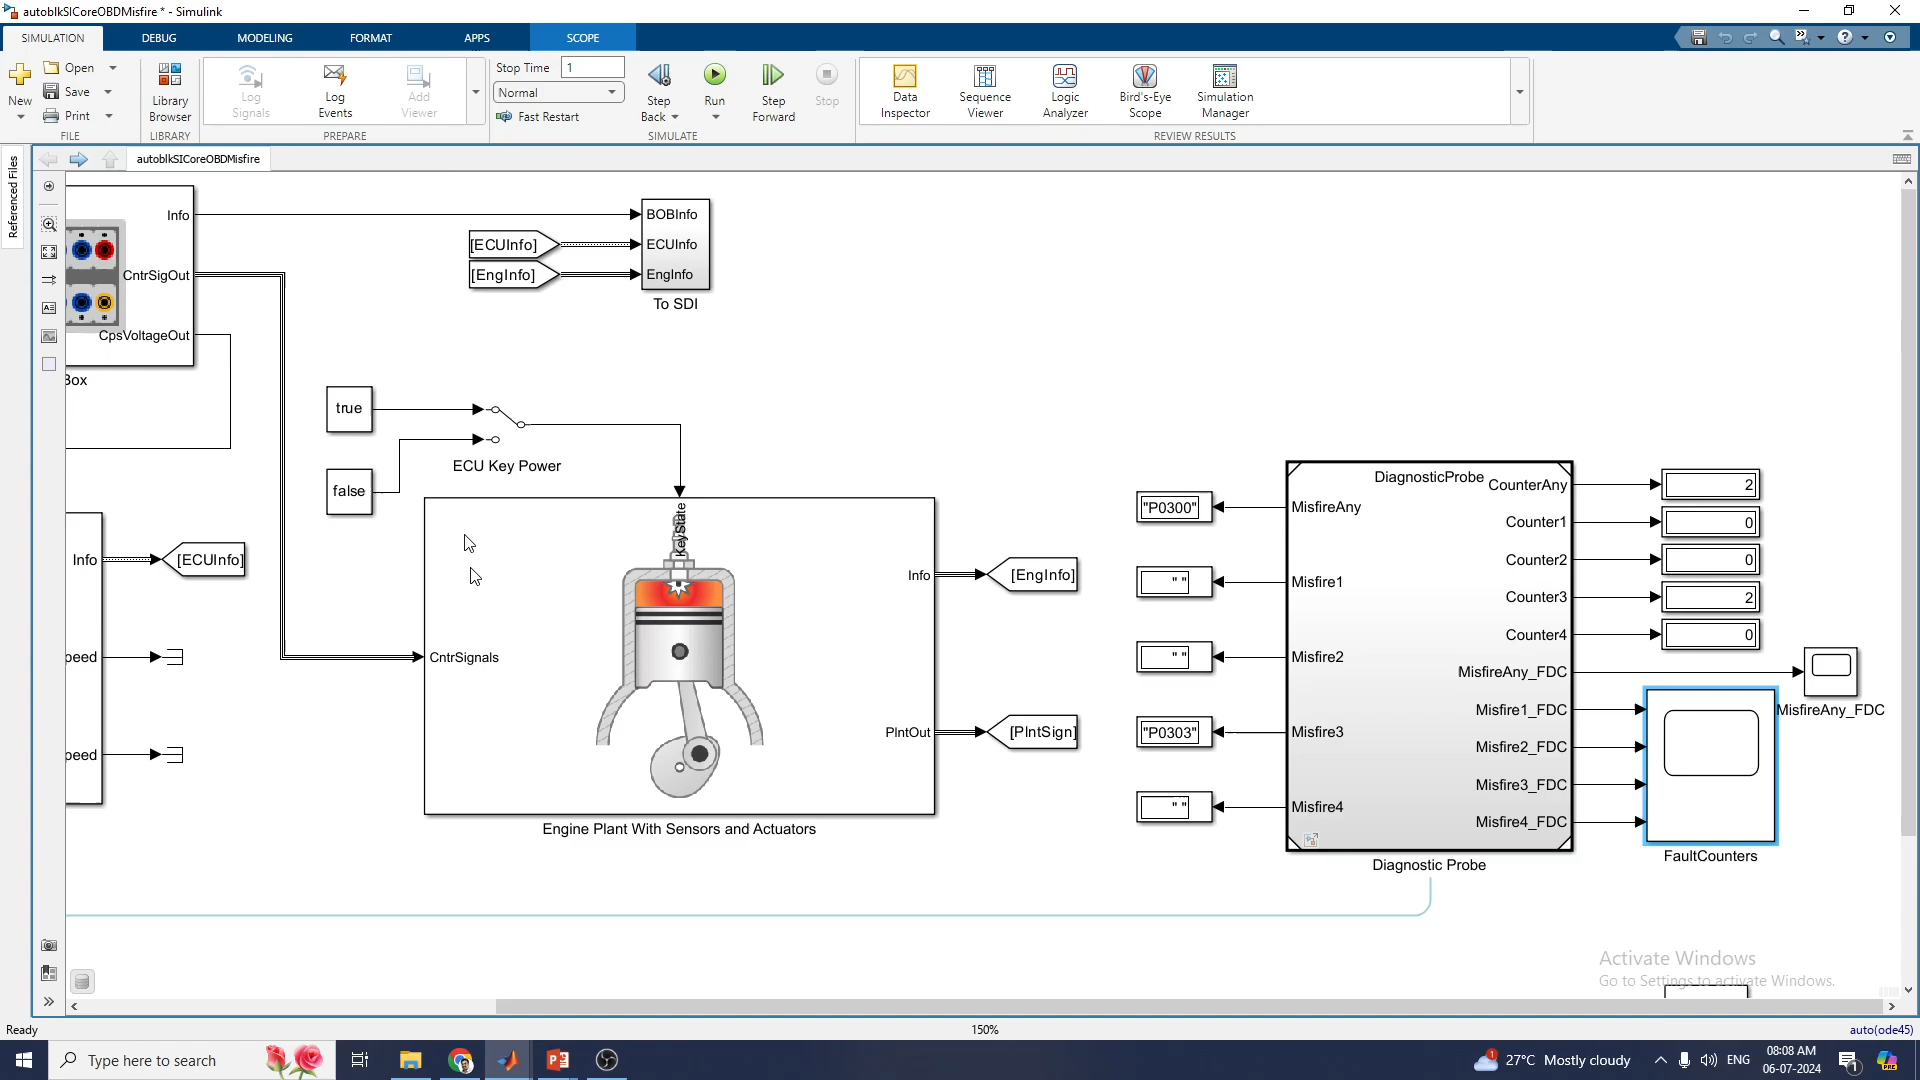 autoblkSICoreOBDMisfire * - Simulink
SIMULATION DEBUG MODELING FORMAT APPS SCOPE
New
Open
Save
Print
FILE
Library Browser
LIBRARY
Log Signals
Log Events
Add Viewer
PREPARE
Stop Time 1
Normal
Fast Restart
Step Back
Run
Step Forward
Stop
SIMULATE
Data Inspector
Sequence Viewer
Logic Analyzer
Bird's-Eye Scope
Simulation Manager
REVIEW RESULTS
Referenced Files
autoblkSICoreOBDMisfire
Info
CntrSigOut
CpsVoltageOut
Box
[ECUInfo]
[EngInfo]
BOBInfo
ECUInfo
EngInfo
To SDI
true
false
ECU Key Power
Info
[ECUInfo]
peed
peed
KeyState
CntrSignals
Info
PlntOut
Engine Plant With Sensors and Actuators
[EngInfo]
[PlntSign]
"P0300"
" "
" "
"P0303"
" "
DiagnosticProbe
MisfireAny
Misfire1
Misfire2
Misfire3
Misfire4
CounterAny
Counter1
Counter2
Counter3
Counter4
MisfireAny_FDC
Misfire1_FDC
Misfire2_FDC
Misfire3_FDC
Misfire4_FDC
Diagnostic Probe
2
0
0
2
0
MisfireAny_FDC
FaultCounters
Activate Windows
Go to Settings to activate Windows.
Ready 150% auto(ode45)
Type here to search
1
27°C Mostly cloudy
ENG
08:08 AM
06-07-2024
1
PRE